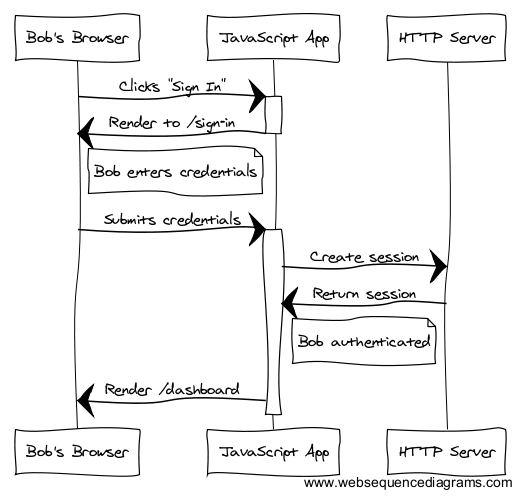 Bob's Browser
JavaScript App
HTTP Server
Clicks "Sign In"
Render to /sign-in
Bob enters credentials
Submits credentials
Create session
Return session
Bob authenticated
Render /dashboard
Bob's Browser
JavaScript App
HTTP Server
www.websequencediagrams.com